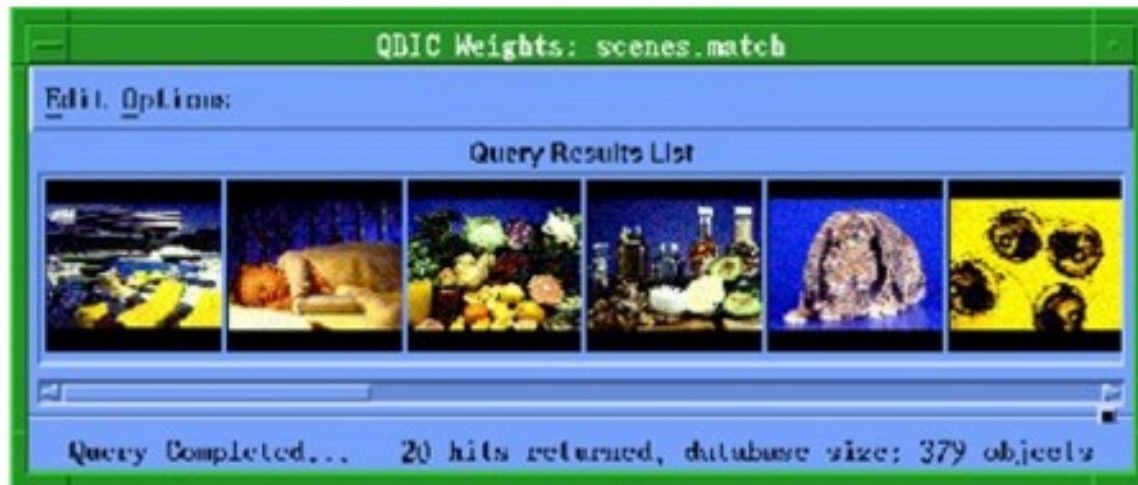 QBIC Weights: scenes.match
Edit Options
Query Results List
Query Completed... 20 hits returned, database size: 379 objects